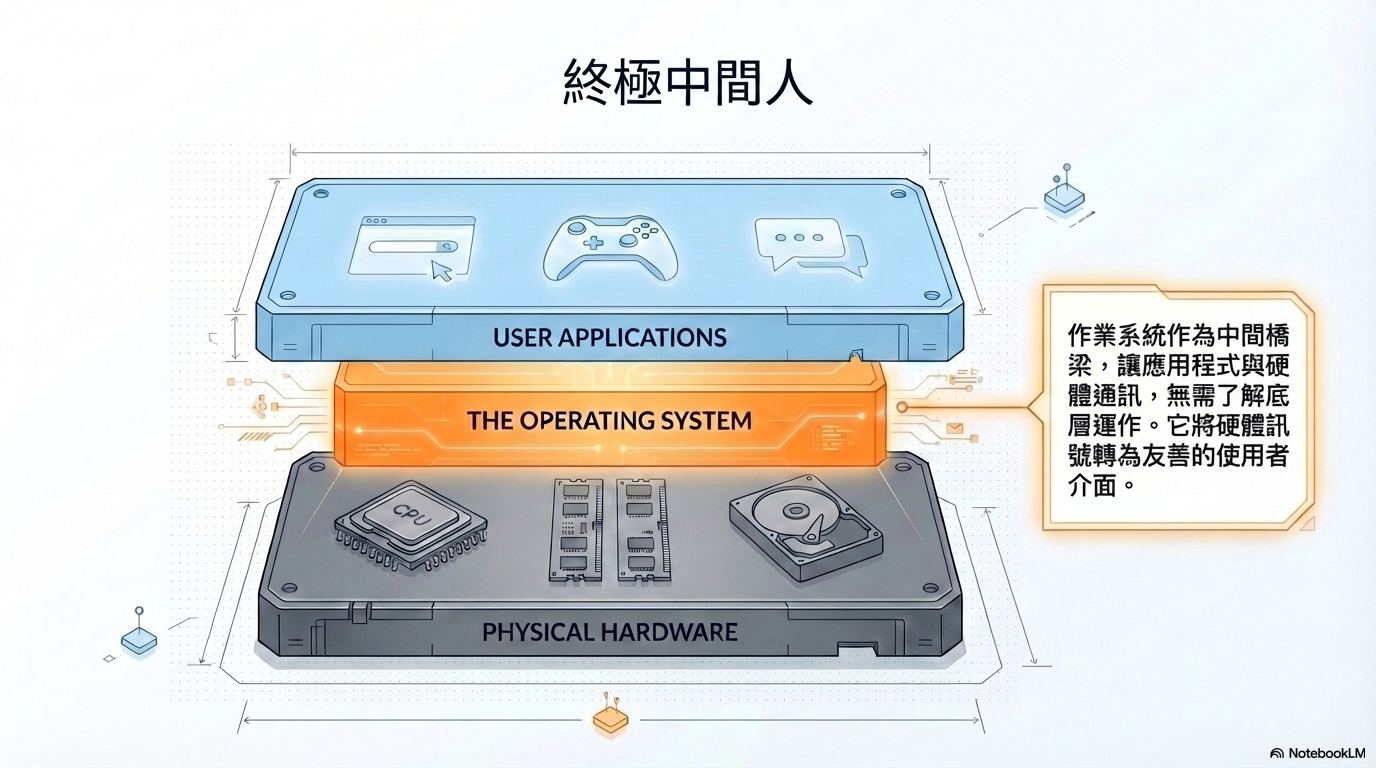 終極中間人
USER APPLICATIONS
THE OPERATING SYSTEM
CPU
PHYSICAL HARDWARE
作業系統作為中間橋
梁，讓應用程式與硬
體通訊，無需了解底
層運作。它將硬體訊
號轉為友善的使用者
介面。
NotebookLM